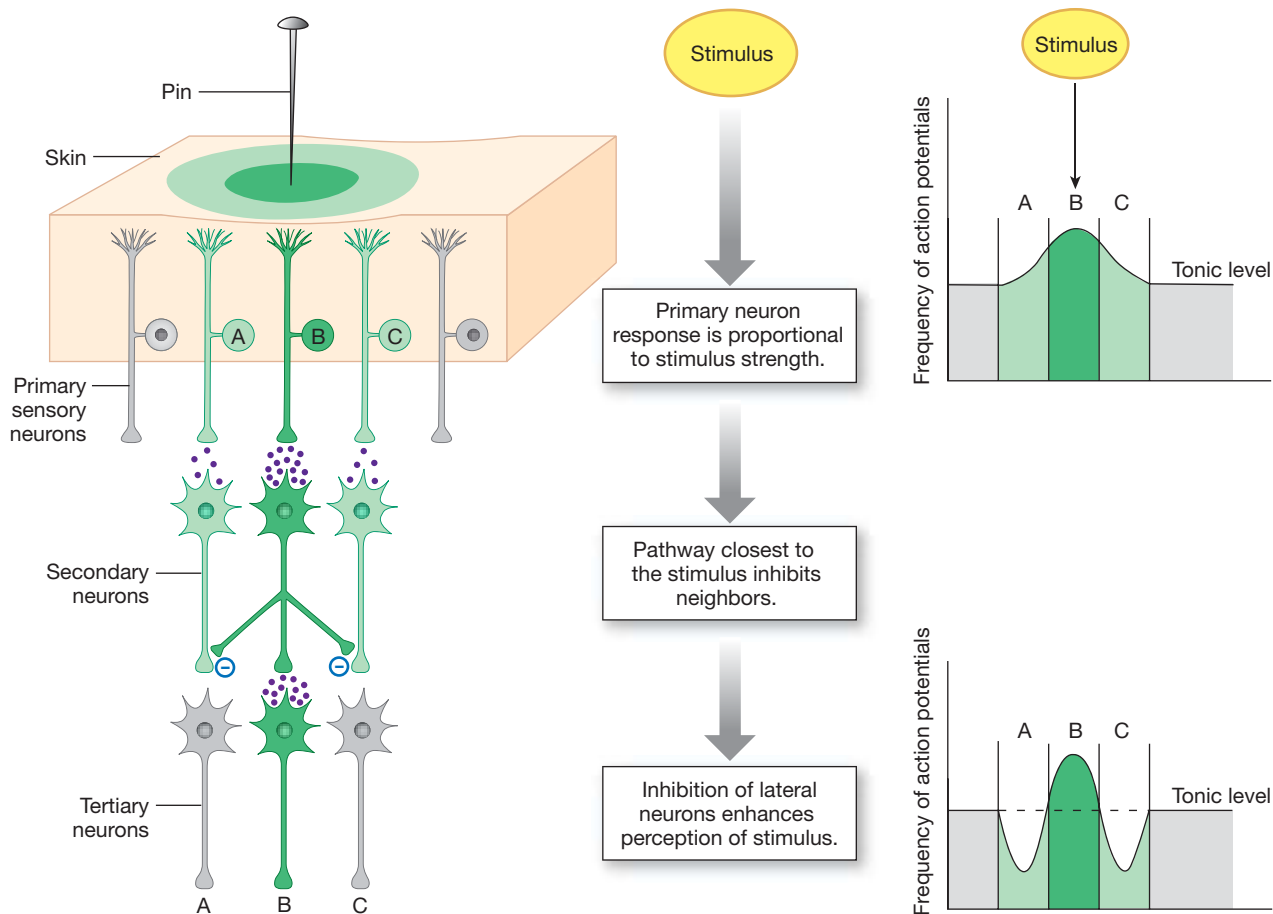 Pin
Skin
A
B
C
Primary
sensory
neurons
Secondary
neurons
−
−
Tertiary
neurons
A
B
C
Stimulus
Primary neuron
response is proportional
to stimulus strength.
Pathway closest to
the stimulus inhibits
neighbors.
Inhibition of lateral
neurons enhances
perception of stimulus.
Stimulus
Frequency of action potentials
A
B
C
Tonic level
Frequency of action potentials
A
B
C
Tonic level